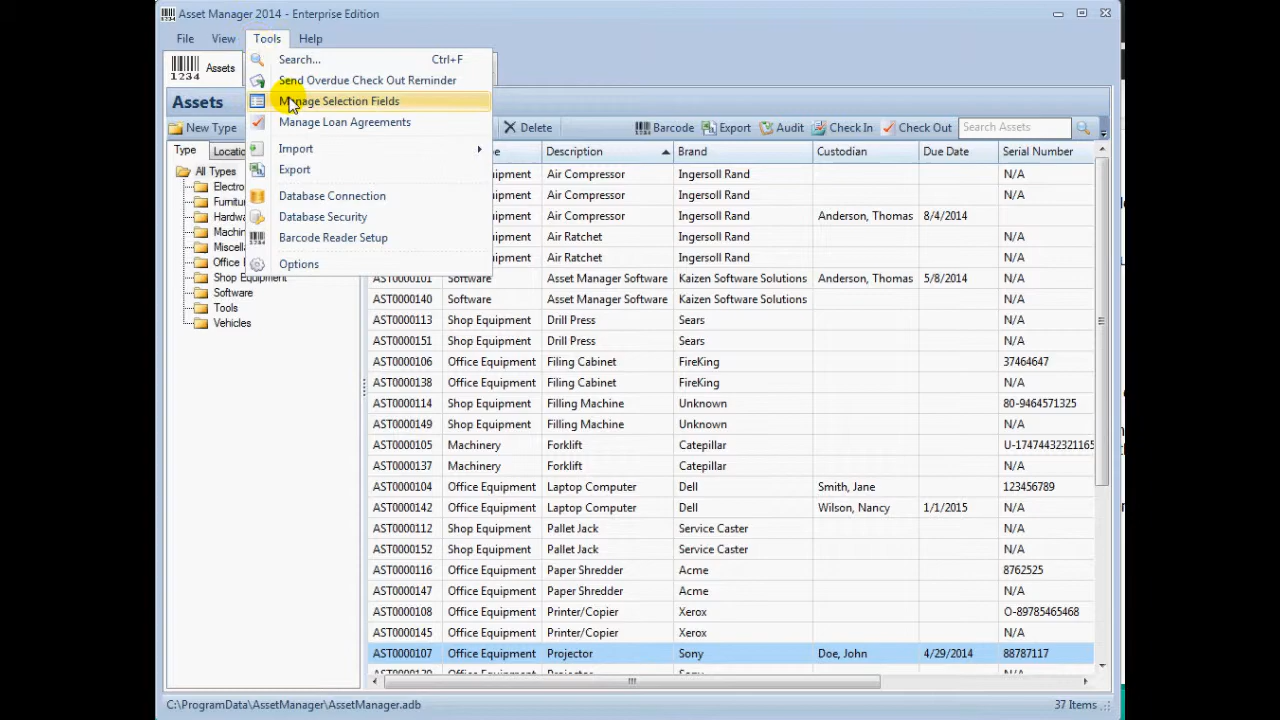 Asset Manager 2014 - Enterprise Edition
File View Tools Help
1234 Assets
Search... Ctrl+F
Send Overdue Check Out Reminder
Manage Selection Fields
Manage Loan Agreements
Import
Export
Database Connection
Database Security
Barcode Reader Setup
1234
Options
Assets
New Type Delete Barcode Export Audit Check In Check Out Search Assets
Type
All Types
Shop Equipment
Software
Tools
Vehicles
Description Brand Custodian Due Date Serial Number
Air Compressor Ingersoll Rand N/A
Air Compressor Ingersoll Rand N/A
Air Compressor Ingersoll Rand Anderson, Thomas 8/4/2014
Air Ratchet Ingersoll Rand N/A
Air Ratchet Ingersoll Rand N/A
AST0000101 Software Asset Manager Software Kaizen Software Solutions Anderson, Thomas 5/8/2014 N/A
AST0000140 Software Asset Manager Software Kaizen Software Solutions N/A
AST0000113 Shop Equipment Drill Press Sears N/A
AST0000151 Shop Equipment Drill Press Sears N/A
AST0000106 Office Equipment Filing Cabinet FireKing 37464647
AST0000138 Office Equipment Filing Cabinet FireKing N/A
AST0000114 Shop Equipment Filling Machine Unknown 80-9464571325
AST0000149 Shop Equipment Filling Machine Unknown N/A
AST0000105 Machinery Forklift Catepillar U-17474432321165
AST0000137 Machinery Forklift Catepillar N/A
AST0000104 Office Equipment Laptop Computer Dell Smith, Jane 123456789
AST0000142 Office Equipment Laptop Computer Dell Wilson, Nancy 1/1/2015 N/A
AST0000112 Shop Equipment Pallet Jack Service Caster N/A
AST0000152 Shop Equipment Pallet Jack Service Caster N/A
AST0000116 Office Equipment Paper Shredder Acme 8762525
AST0000147 Office Equipment Paper Shredder Acme N/A
AST0000108 Office Equipment Printer/Copier Xerox O-89785465468
AST0000145 Office Equipment Printer/Copier Xerox N/A
AST0000107 Office Equipment Projector Sony Doe, John 4/29/2014 88787117
C:\ProgramData\AssetManager\AssetManager.adb 37 Items